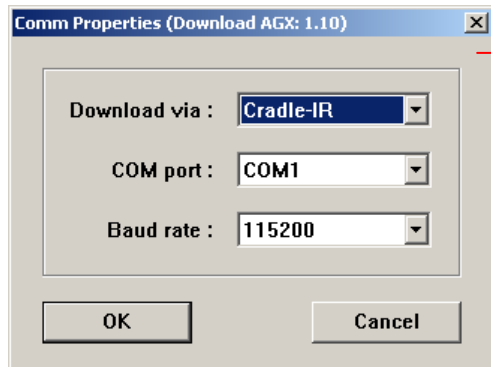 Comm Properties (Download AGX: 1.10)
Download via : Cradle-IR
COM port : COM1
Baud rate : 115200
OK Cancel